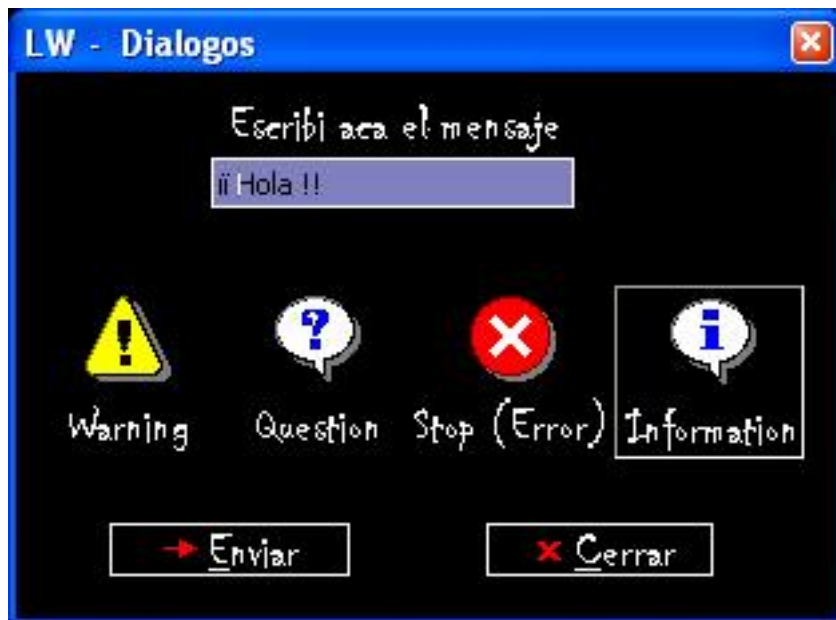 LW - Dialogos
Escribi aca el mensaje
¡¡ Hola !!
Warning
Question
Stop (Error)
Information
Enviar
Cerrar